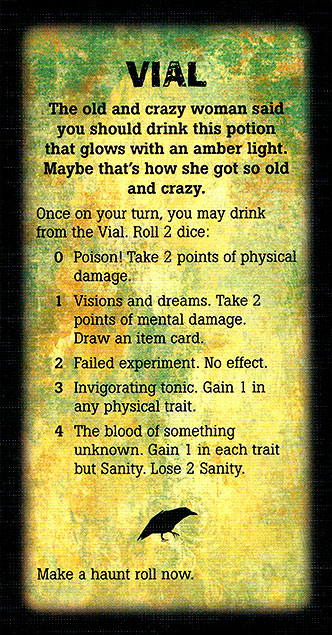 VIAL
The old and crazy woman said
you should drink this potion
that glows with an amber light.
Maybe that's how she got so old
and crazy.
Once on your turn, you may drink
from the Vial. Roll 2 dice:
0 Poison! Take 2 points of physical
damage.
1 Visions and dreams. Take 2
points of mental damage.
Draw an item card.
2 Failed experiment. No effect.
3 Invigorating tonic. Gain 1 in
any physical trait.
4 The blood of something
unknown. Gain 1 in each trait
but Sanity. Lose 2 Sanity.
Make a haunt roll now.